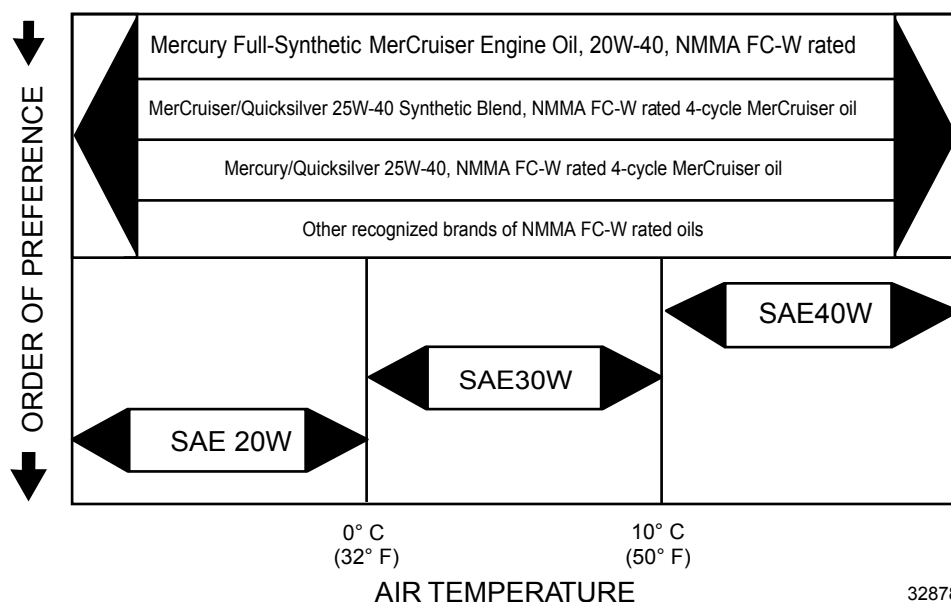 ORDER OF PREFERENCE
Mercury Full-Synthetic MerCruiser Engine Oil, 20W-40, NMMA FC-W rated
MerCruiser/Quicksilver 25W-40 Synthetic Blend, NMMA FC-W rated 4-cycle MerCruiser oil
Mercury/Quicksilver 25W-40, NMMA FC-W rated 4-cycle MerCruiser oil
Other recognized brands of NMMA FC-W rated oils
SAE40W
SAE30W
SAE 20W
0° C
(32° F)
10° C
(50° F)
AIR TEMPERATURE